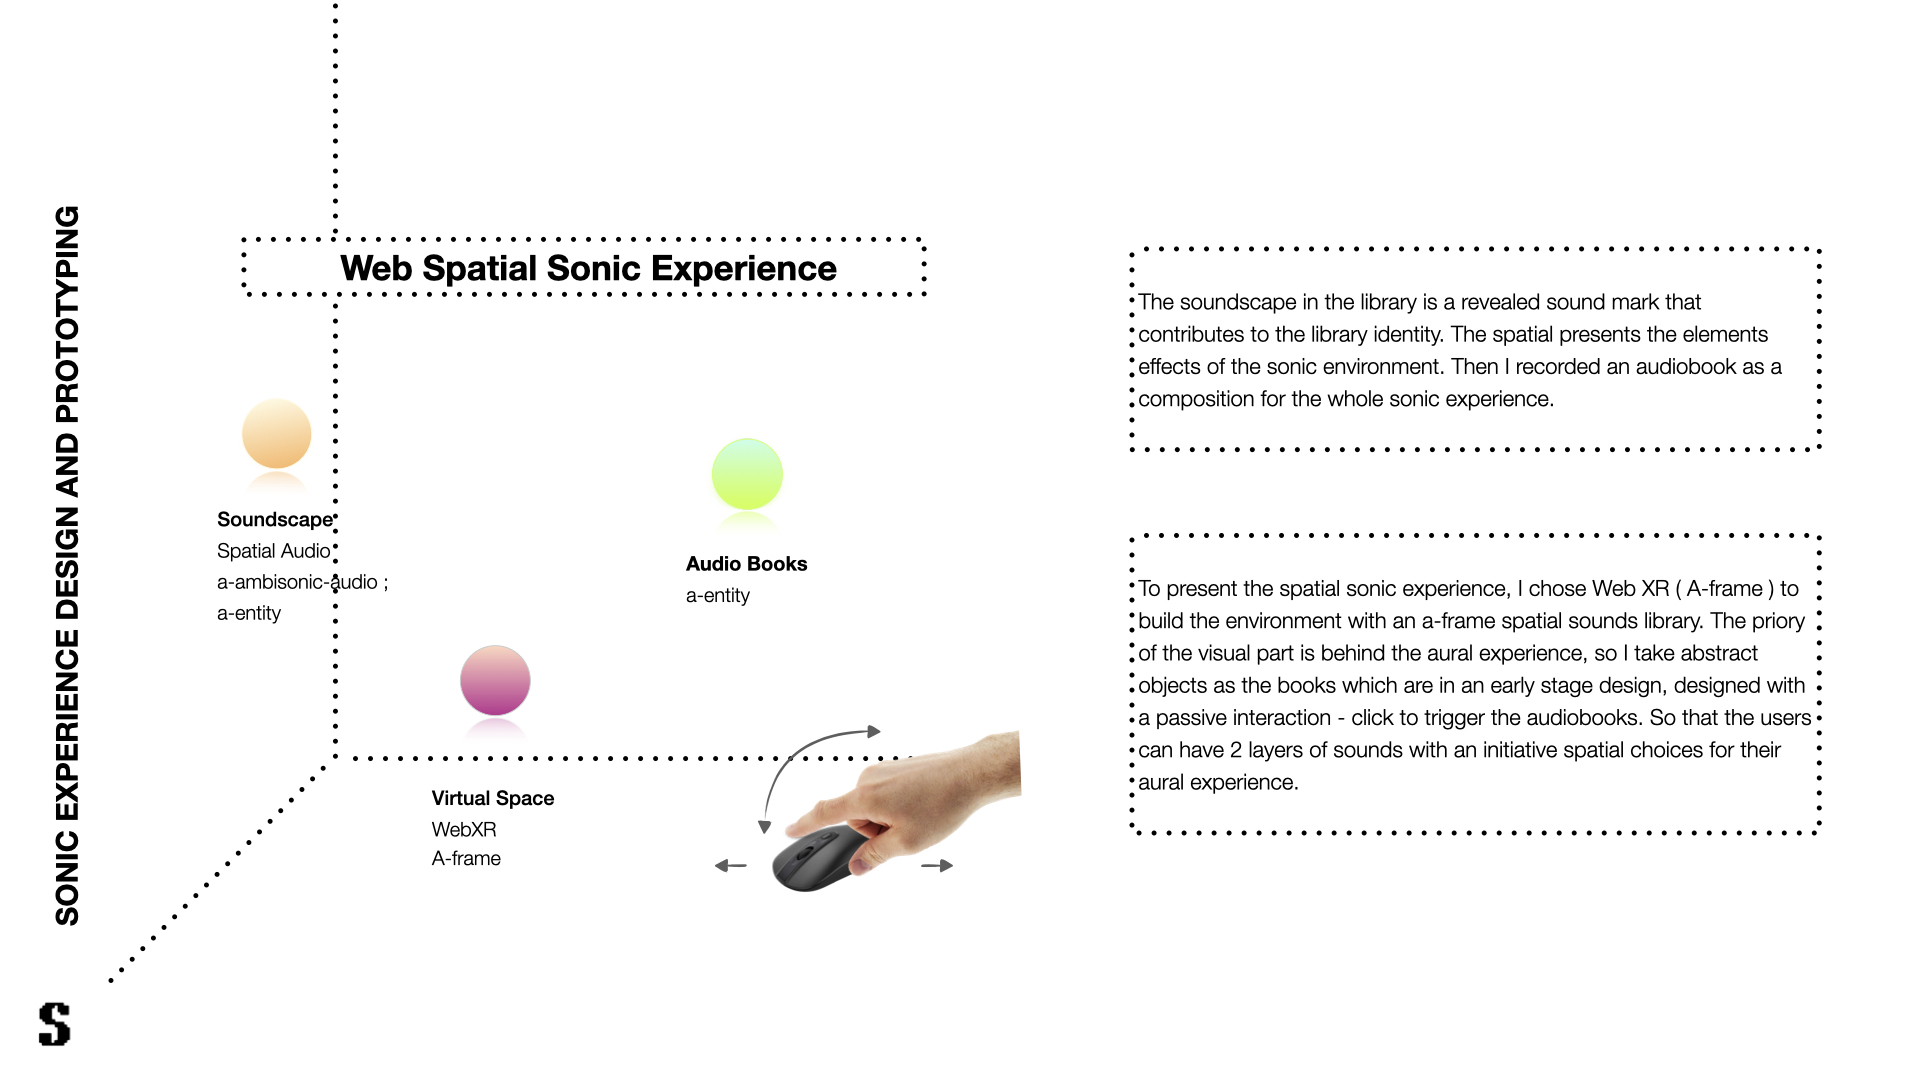 SONIC EXPERIENCE DESIGN AND PROTOTYPING
Web Spatial Sonic Experience
Soundscape
Spatial Audio
a-ambisonic-audio ;
a-entity
Audio Books
a-entity
Virtual Space
WebXR
A-frame
The soundscape in the library is a revealed sound mark that
contributes to the library identity. The spatial presents the elements
effects of the sonic environment. Then I recorded an audiobook as a
composition for the whole sonic experience.
To present the spatial sonic experience, I chose Web XR ( A-frame ) to
build the environment with an a-frame spatial sounds library. The priory
of the visual part is behind the aural experience, so I take abstract
objects as the books which are in an early stage design, designed with
a passive interaction - click to trigger the audiobooks. So that the users
can have 2 layers of sounds with an initiative spatial choices for their
aural experience.
S